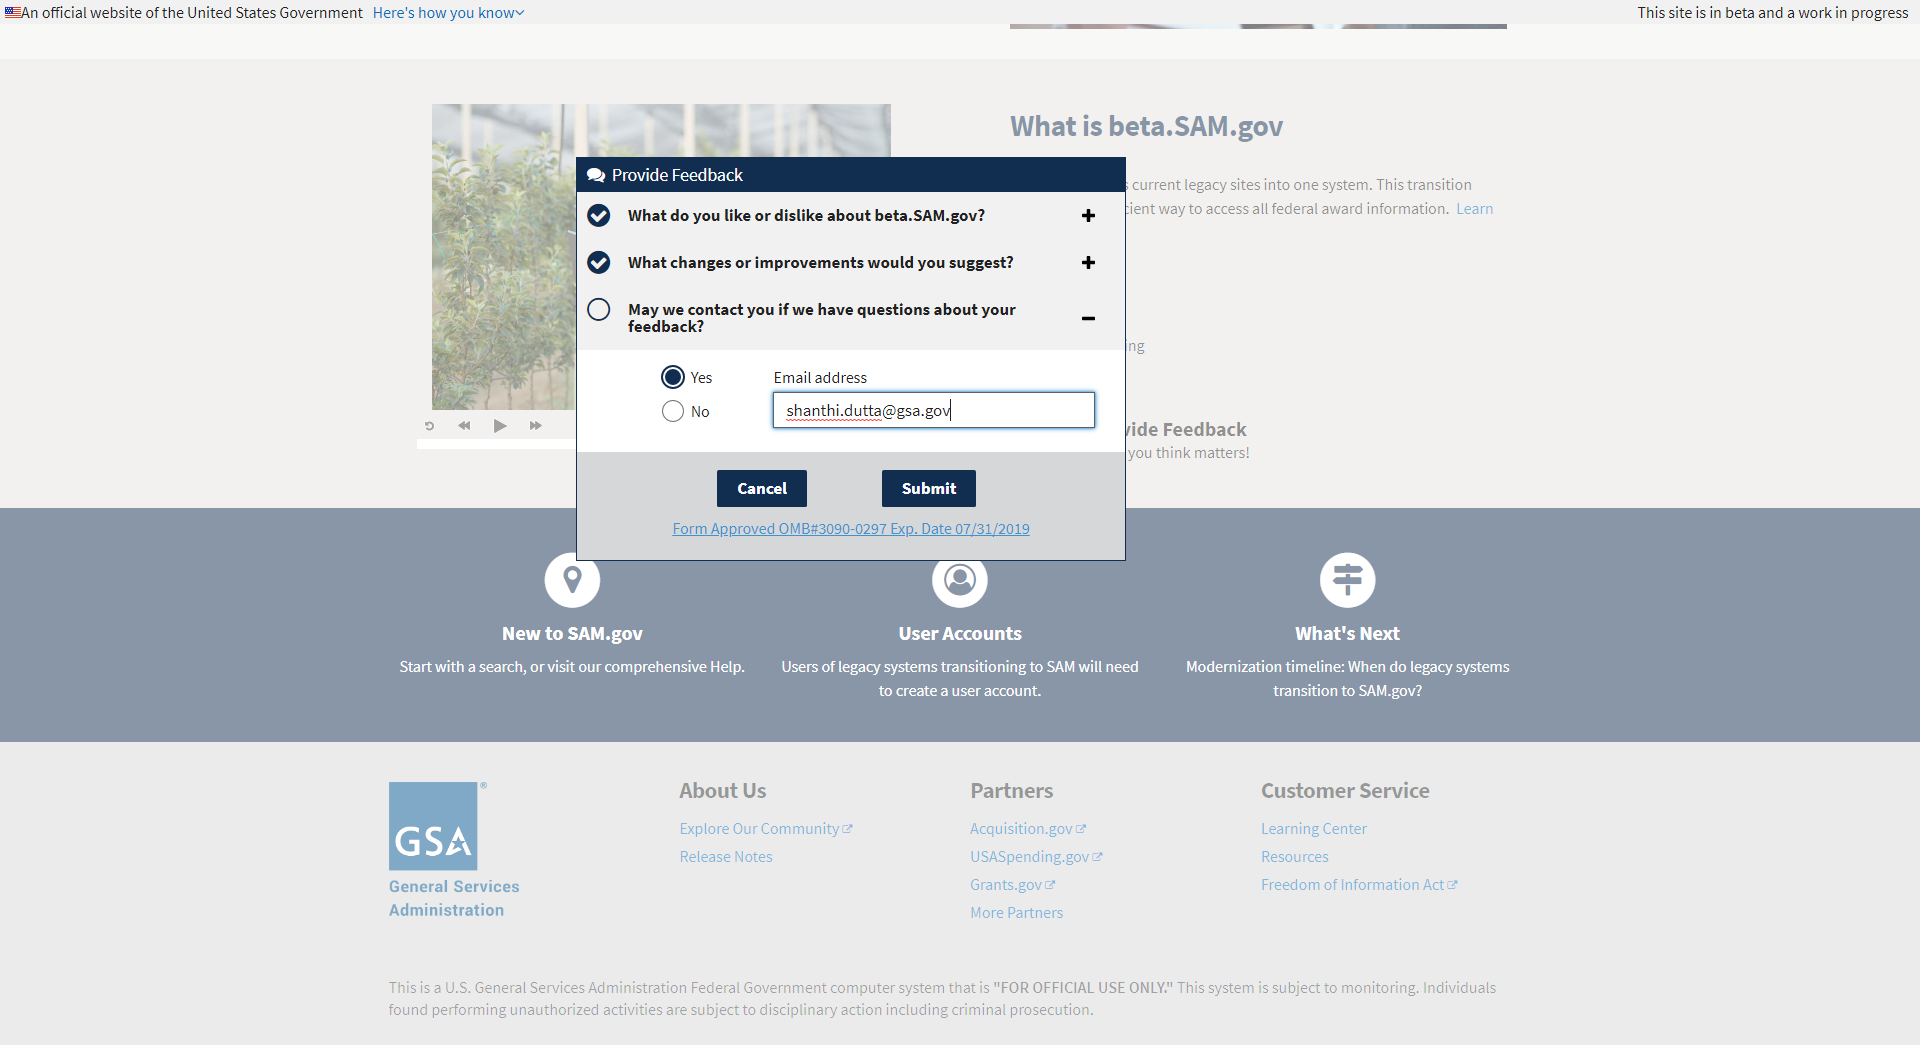 An official website of the United States Government Here's how you know
This site is in beta and a work in progress
What is beta.SAM.gov
current legacy sites into one system. This transition
cient way to access all federal award information. Learn
ing
vide Feedback
you think matters!
Provide Feedback
What do you like or dislike about beta.SAM.gov?
What changes or improvements would you suggest?
May we contact you if we have questions about your
feedback?
Yes
Email address
No
shanthi.dutta@gsa.gov
Cancel
Submit
Form Approved OMB#3090-0297 Exp. Date 07/31/2019
New to SAM.gov
Start with a search, or visit our comprehensive Help.
User Accounts
Users of legacy systems transitioning to SAM will need
to create a user account.
What's Next
Modernization timeline: When do legacy systems
transition to SAM.gov?
GSA
®
General Services
Administration
About Us
Explore Our Community
Release Notes
Partners
Acquisition.gov
USASpending.gov
Grants.gov
More Partners
Customer Service
Learning Center
Resources
Freedom of Information Act
This is a U.S. General Services Administration Federal Government computer system that is "FOR OFFICIAL USE ONLY." This system is subject to monitoring. Individuals
found performing unauthorized activities are subject to disciplinary action including criminal prosecution.